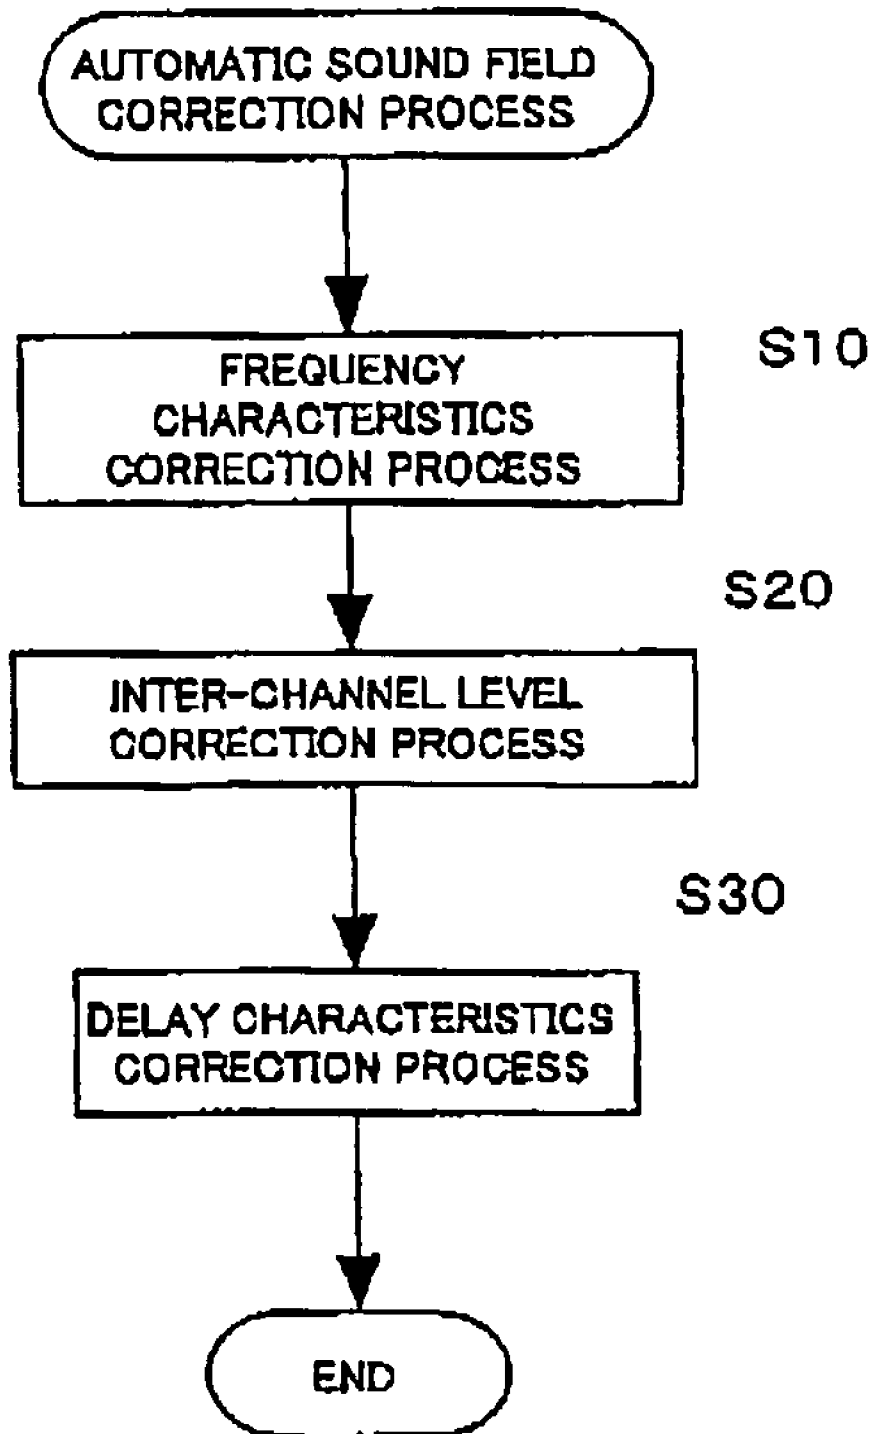 AUTOMATIC SOUND FIELD
CORRECTION PROCESS
S10
FREQUENCY
CHARACTERISTICS
CORRECTION PROCESS
S20
INTER-CHANNEL LEVEL
CORRECTION PROCESS
S30
DELAY CHARACTERISTICS
CORRECTION PROCESS
END